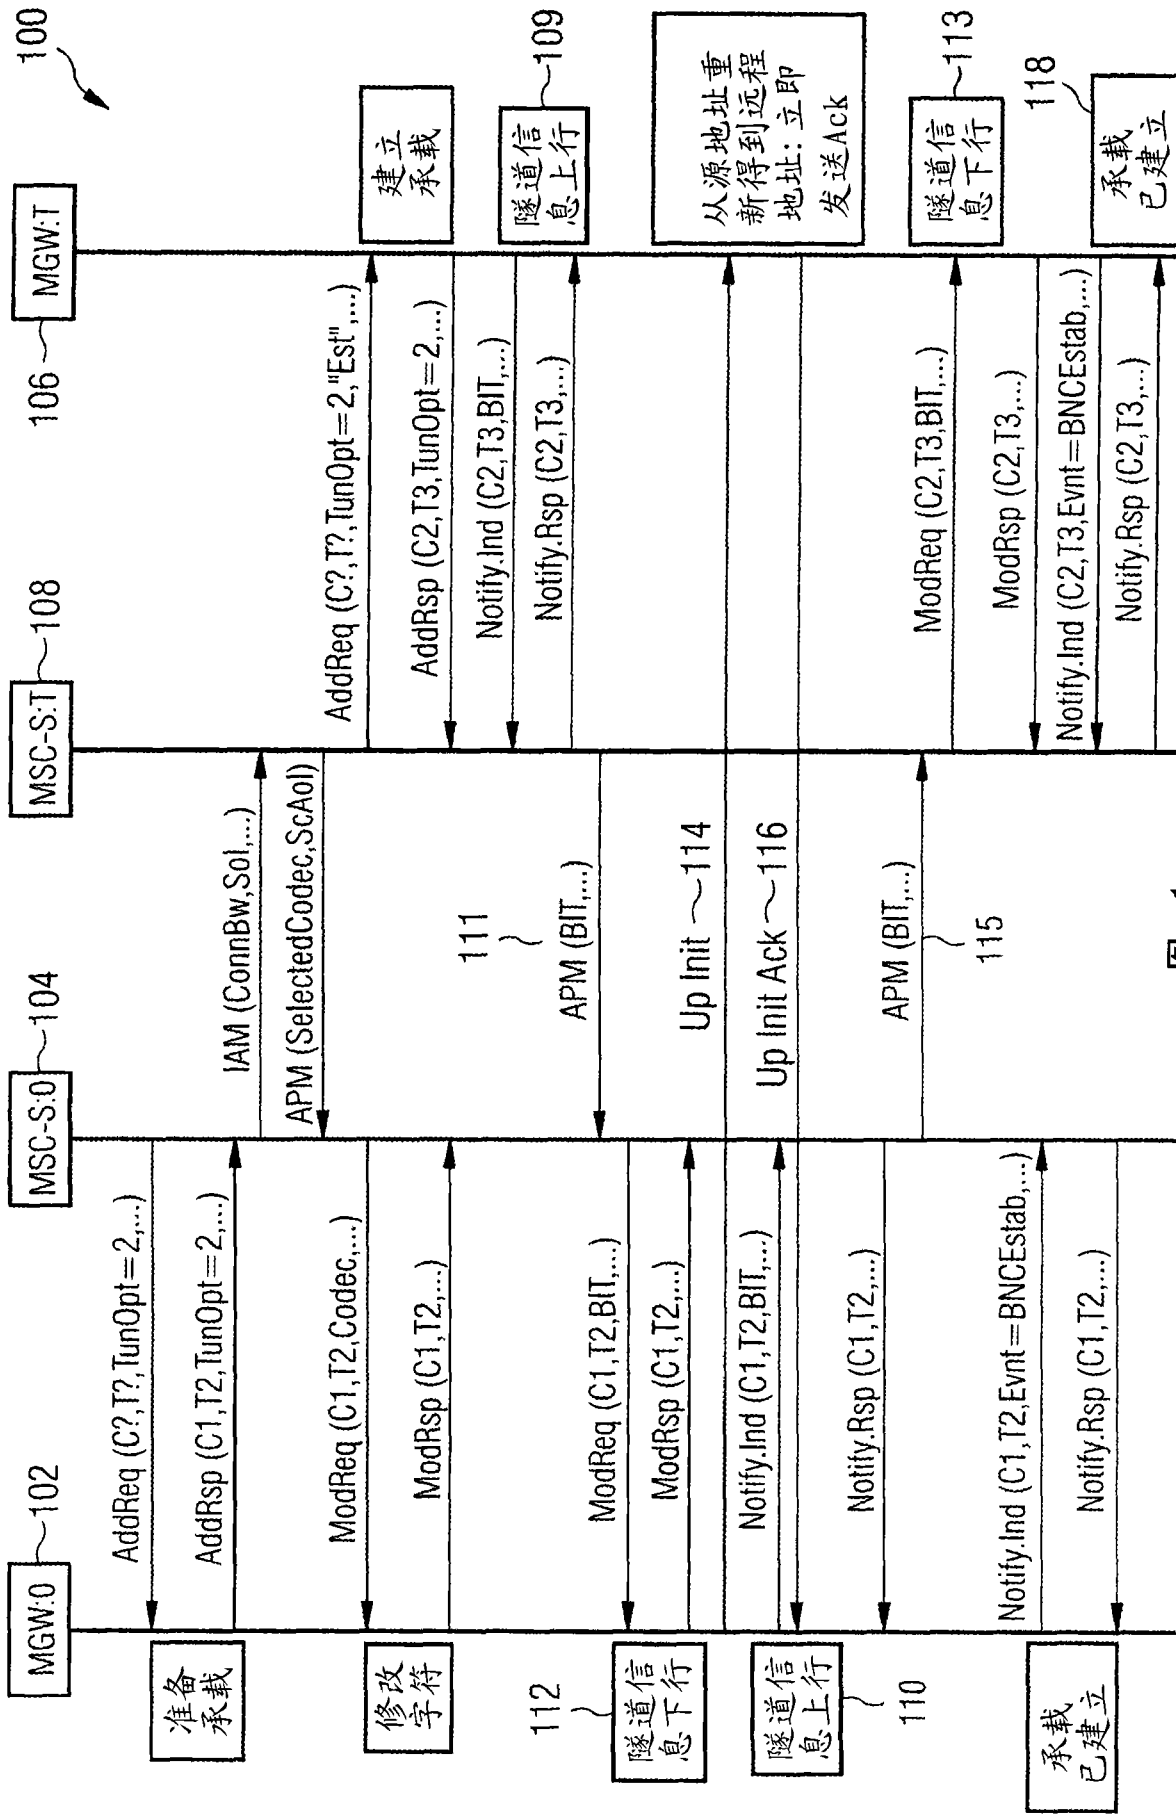 100
MGW:0
102
MSC-S:0
104
MSC-S:T
108
106
MGW:T
AddReq (C?,T?,TunOpt=2,...)
准备
承载
AddRsp (C1,T2,TunOpt=2,...)
IAM (ConnBw,Sol,...)
APM (SelectedCodec,ScAol)
AddReq (C?,T?,TunOpt=2,"Est",...)
建立
承载
ModReq (C1,T2,Codec,...)
修改
字符
ModRsp (C1,T2,...)
AddRsp (C2,T3,TunOpt=2,...)
Notify.Ind (C2,T3,BIT,...)
109
隧道信
息上行
Notify.Rsp (C2,T3,...)
111
APM (BIT,...)
ModReq (C1,T2,BIT,...)
112
隧道信
息下行
ModRsp (C1,T2,...)
Up Init
114
从源地址重
新得到远程
地址: 立即
发送Ack
Notify.Ind (C1,T2,BIT,...)
隧道信
息上行
110
Up Init Ack
116
Notify.Rsp (C1,T2,...)
APM (BIT,...)
115
ModReq (C2,T3,BIT,...)
隧道信
息下行
113
ModRsp (C2,T3,...)
Notify.Ind (C1,T2,Evnt=BNCEstab,...)
承载
已建立
Notify.Ind (C2,T3,Evnt=BNCEstab,...)
118
承载
已建立
Notify.Rsp (C1,T2,...)
Notify.Rsp (C2,T3,...)